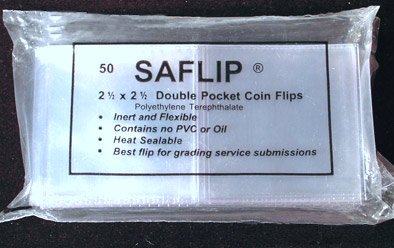 50 SAFLIP ®
2 ½ x 2 ½ Double Pocket Coin Flips
Polyethylene Terephthalate
• Inert and Flexible
• Contains no PVC or Oil
• Heat Sealable
• Best flip for grading service submissions